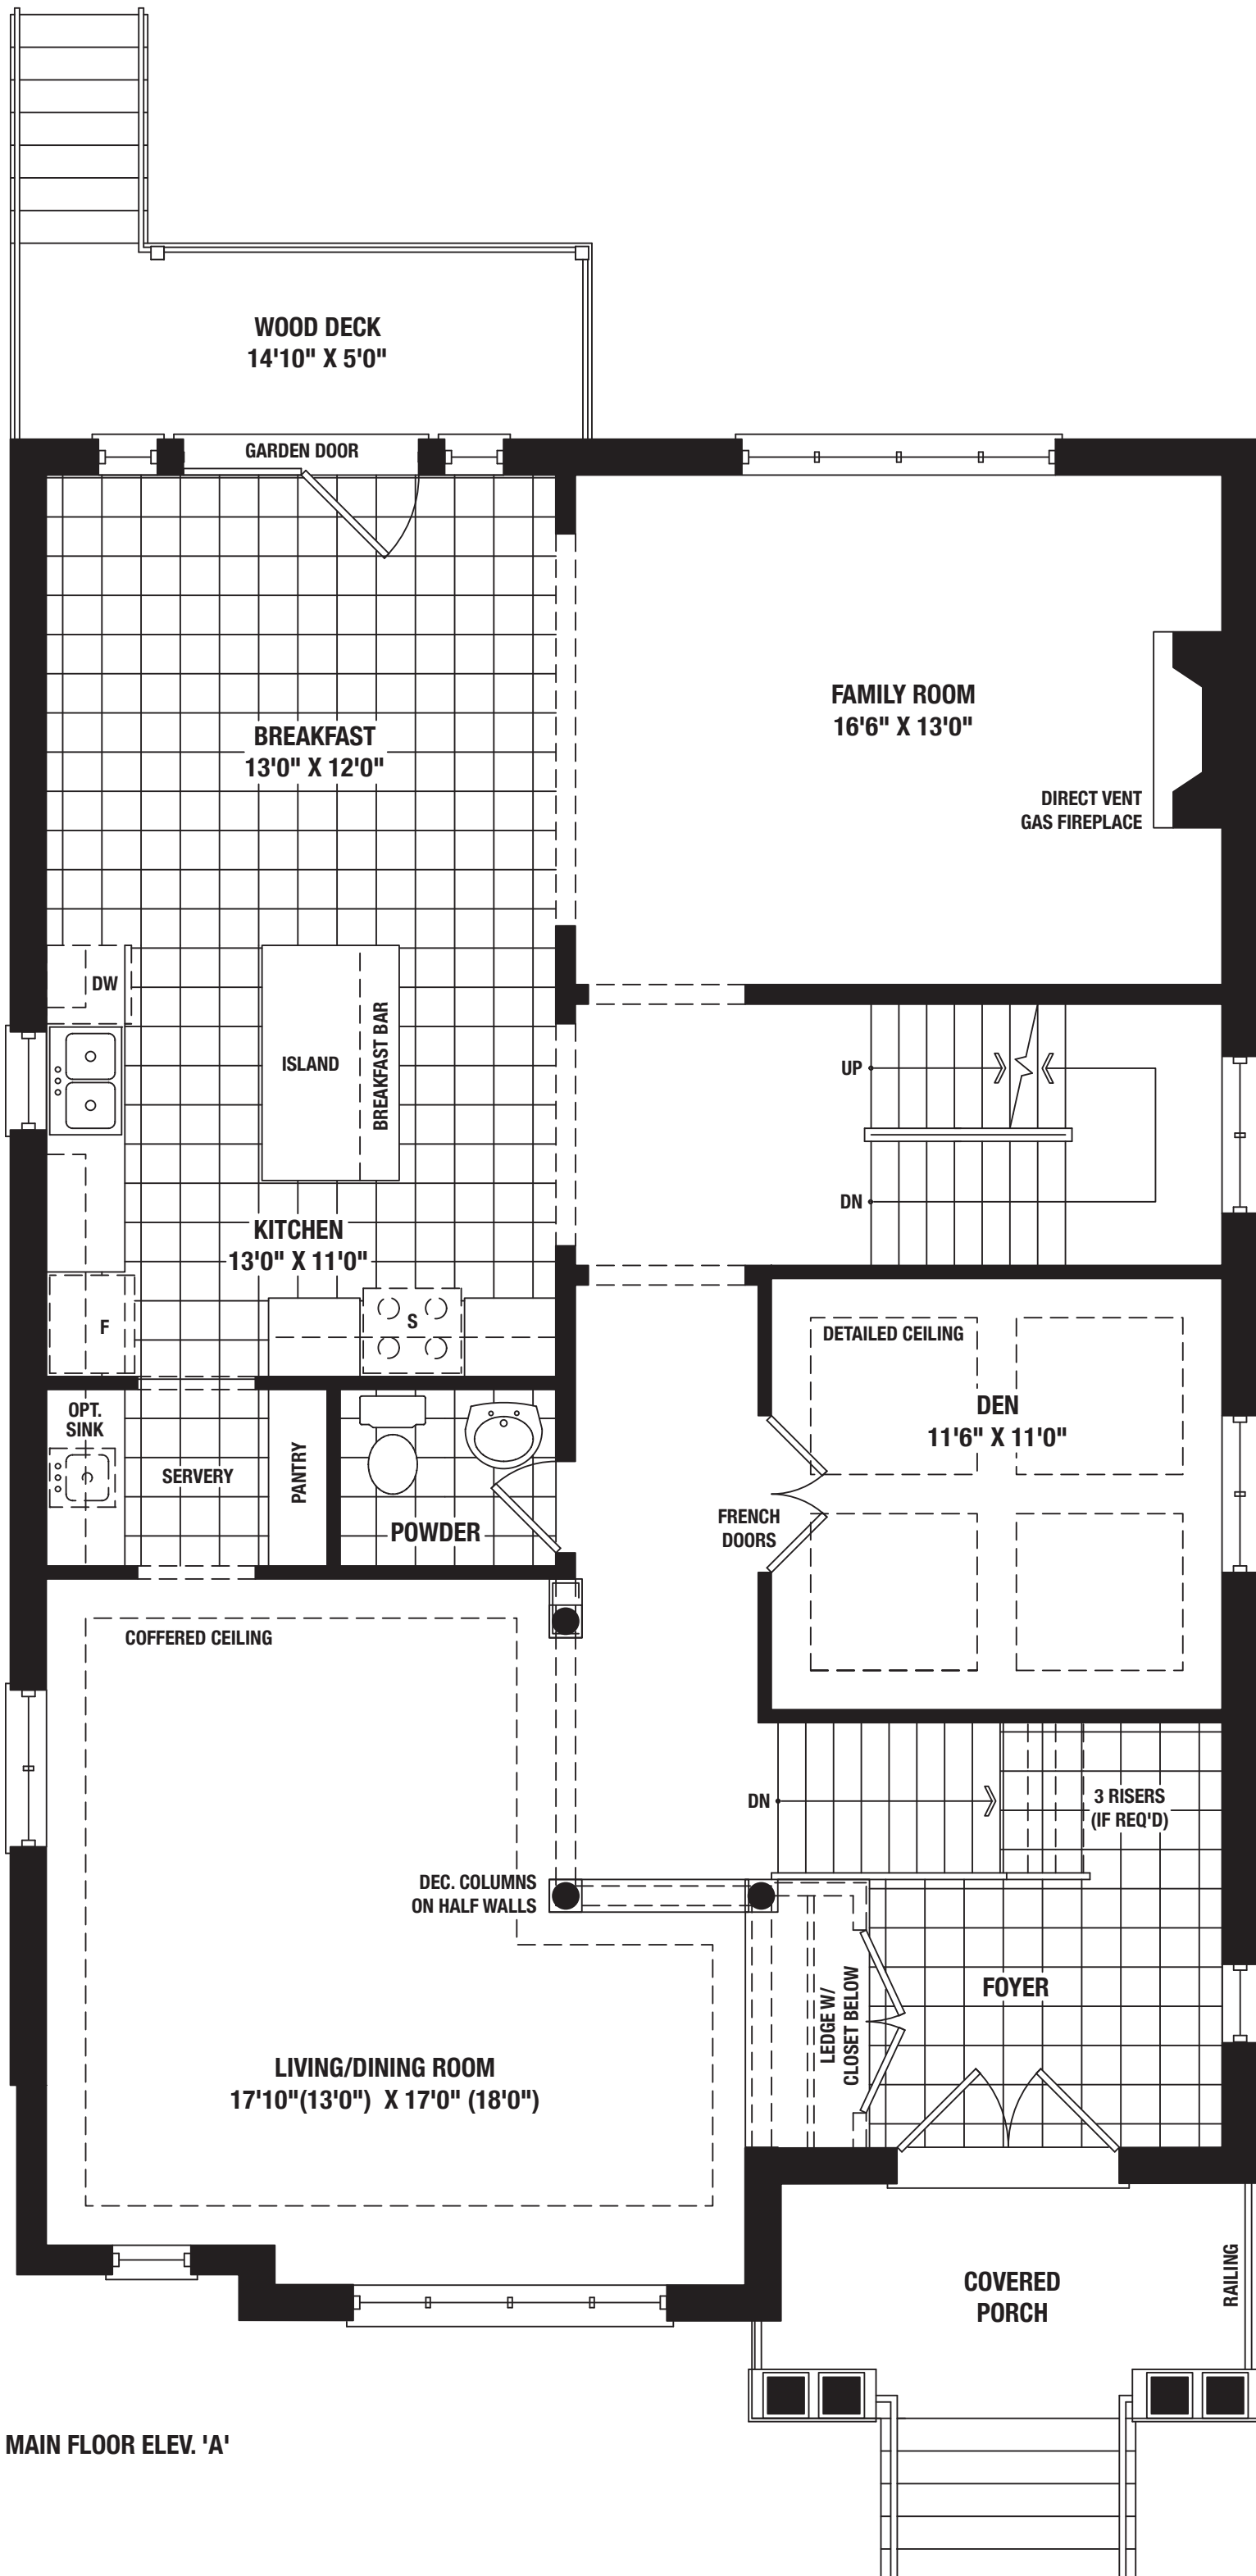 WOOD DECK
14'10" X 5'0"
GARDEN DOOR
FAMILY ROOM
16'6" X 13'0"
BREAKFAST
13'0" X 12'0"
DIRECT VENT
GAS FIREPLACE
DW
ISLAND
BREAKFAST BAR
UP
DN
KITCHEN
13'0" X 11'0"
F
S
DETAILED CEILING
DEN
11'6" X 11'0"
OPT.
SINK
SERVERY
PANTRY
POWDER
FRENCH
DOORS
COFFERED CEILING
DN
3 RISERS
(IF REQ'D)
DEC. COLUMNS
ON HALF WALLS
LEDGE W/
CLOSET BELOW
FOYER
LIVING/DINING ROOM
17'10"(13'0") X 17'0" (18'0")
COVERED
PORCH
RAILING
MAIN FLOOR ELEV. 'A'